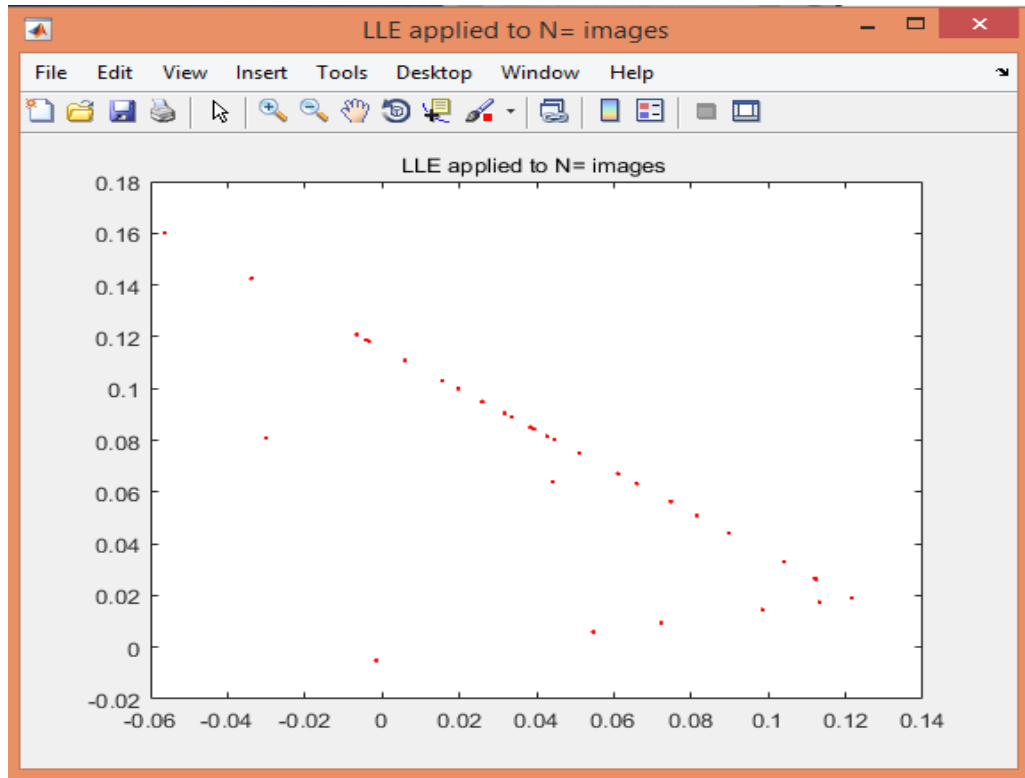 LLE applied to N= images
File Edit View Insert Tools Desktop Window Help
LLE applied to N= images
0.18
0.16
0.14
0.12
0.1
0.08
0.06
0.04
0.02
0
-0.02
-0.06 -0.04 -0.02 0 0.02 0.04 0.06 0.08 0.1 0.12 0.14